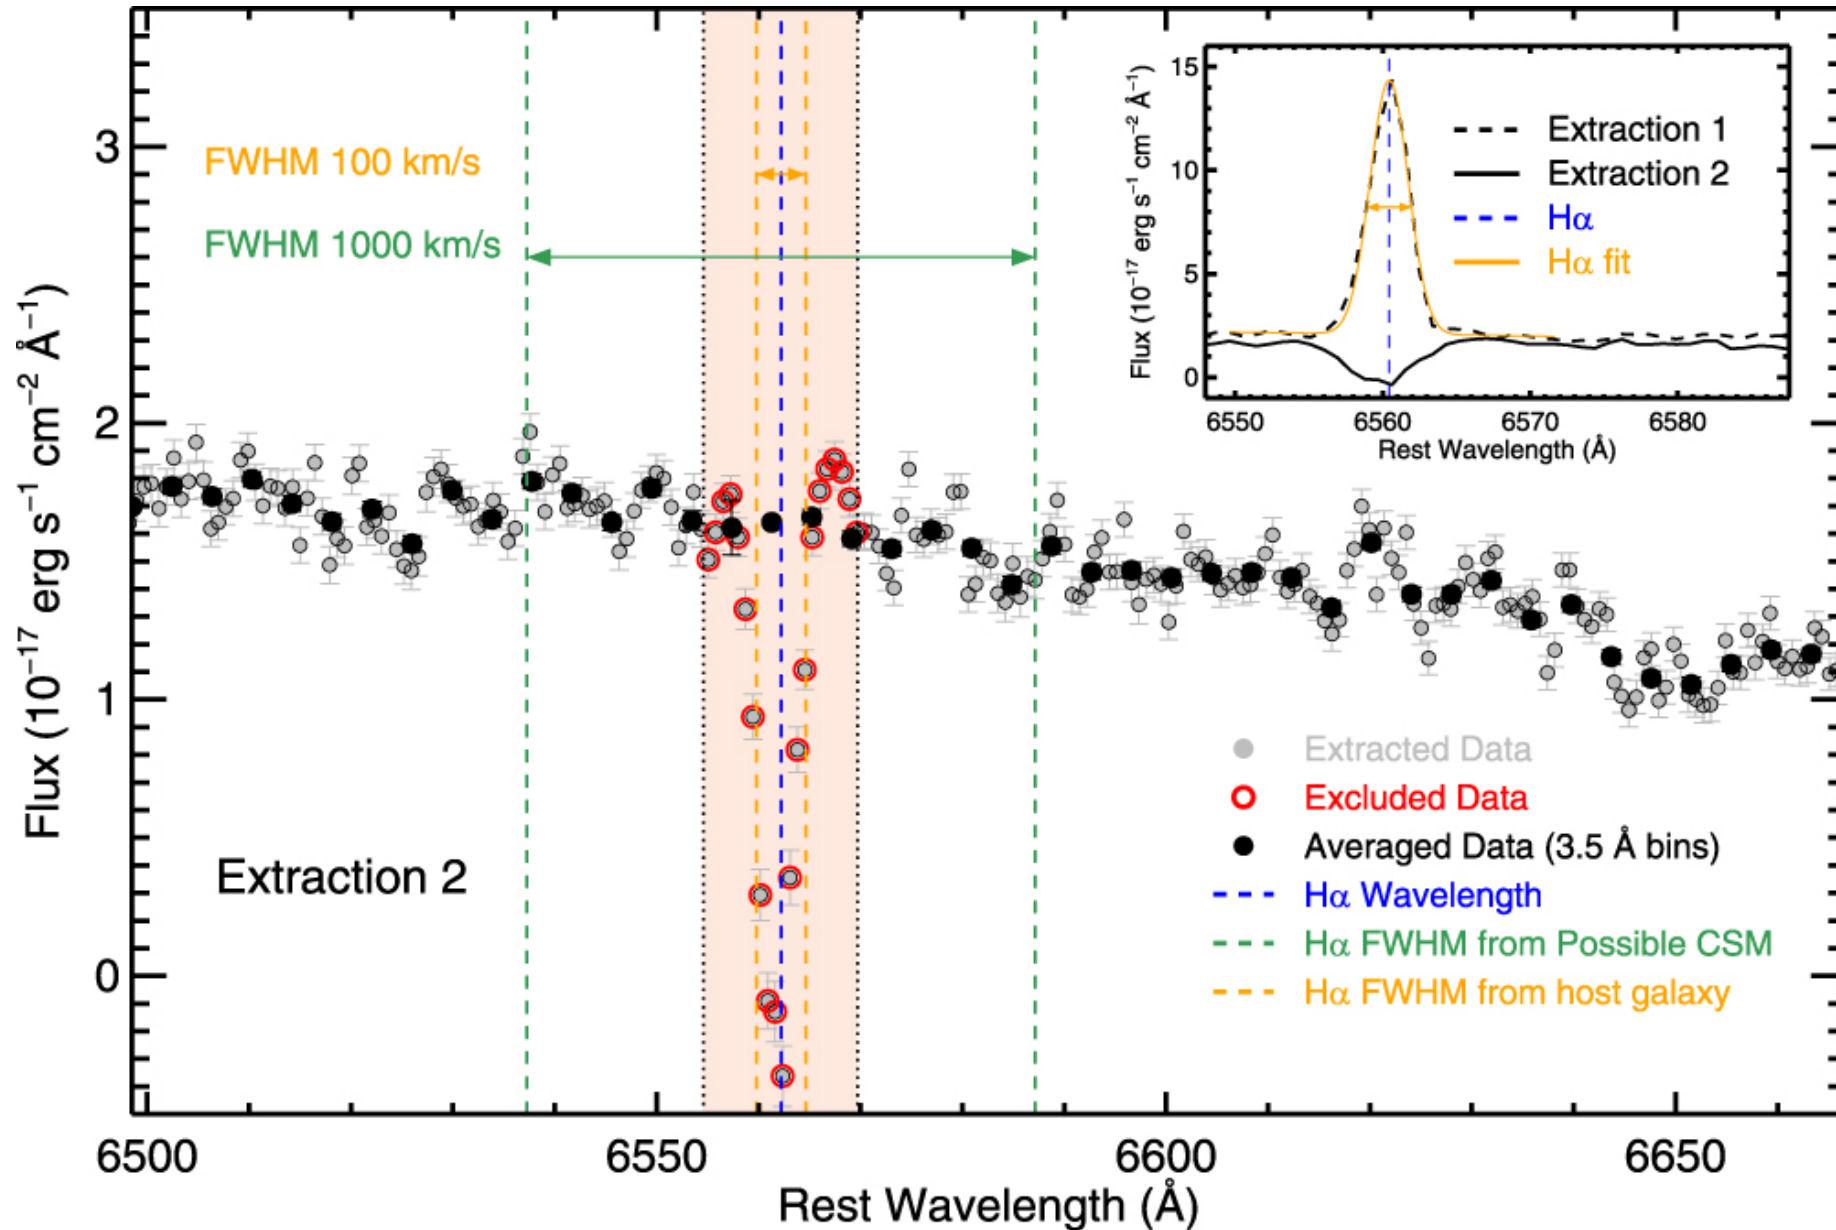 FWHM 100 km/s
FWHM 1000 km/s
Extraction 2
Flux (10⁻¹⁷ erg s⁻¹ cm⁻² Å⁻¹)
3
2
1
0
6500
6550
6600
6650
Rest Wavelength (Å)
Flux (10⁻¹⁷ erg s⁻¹ cm⁻² Å⁻¹)
15
10
5
0
6550
6560
6570
6580
Rest Wavelength (Å)
Extraction 1
Extraction 2
Hα
Hα fit
Extracted Data
Excluded Data
Averaged Data (3.5 Å bins)
Hα Wavelength
Hα FWHM from Possible CSM
Hα FWHM from host galaxy